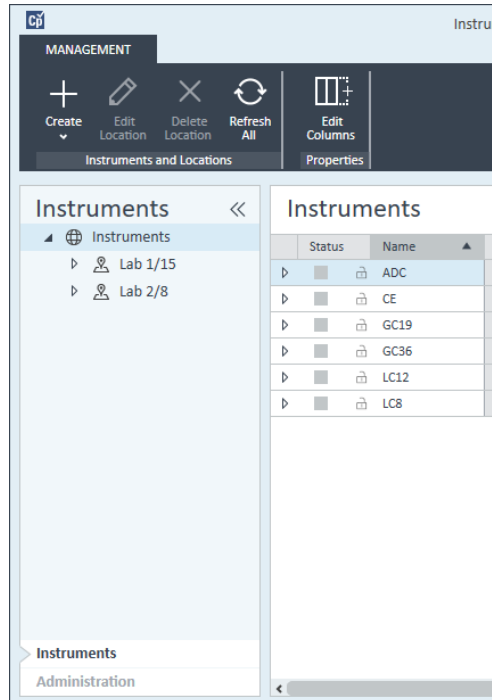 Cp
Instru
MANAGEMENT
Create
Edit Location
Delete Location
Refresh All
Edit Columns
Instruments and Locations
Properties
Instruments
Instruments
Lab 1/15
Lab 2/8
Instruments
Status Name
ADC
CE
GC19
GC36
LC12
LC8
Instruments
Administration